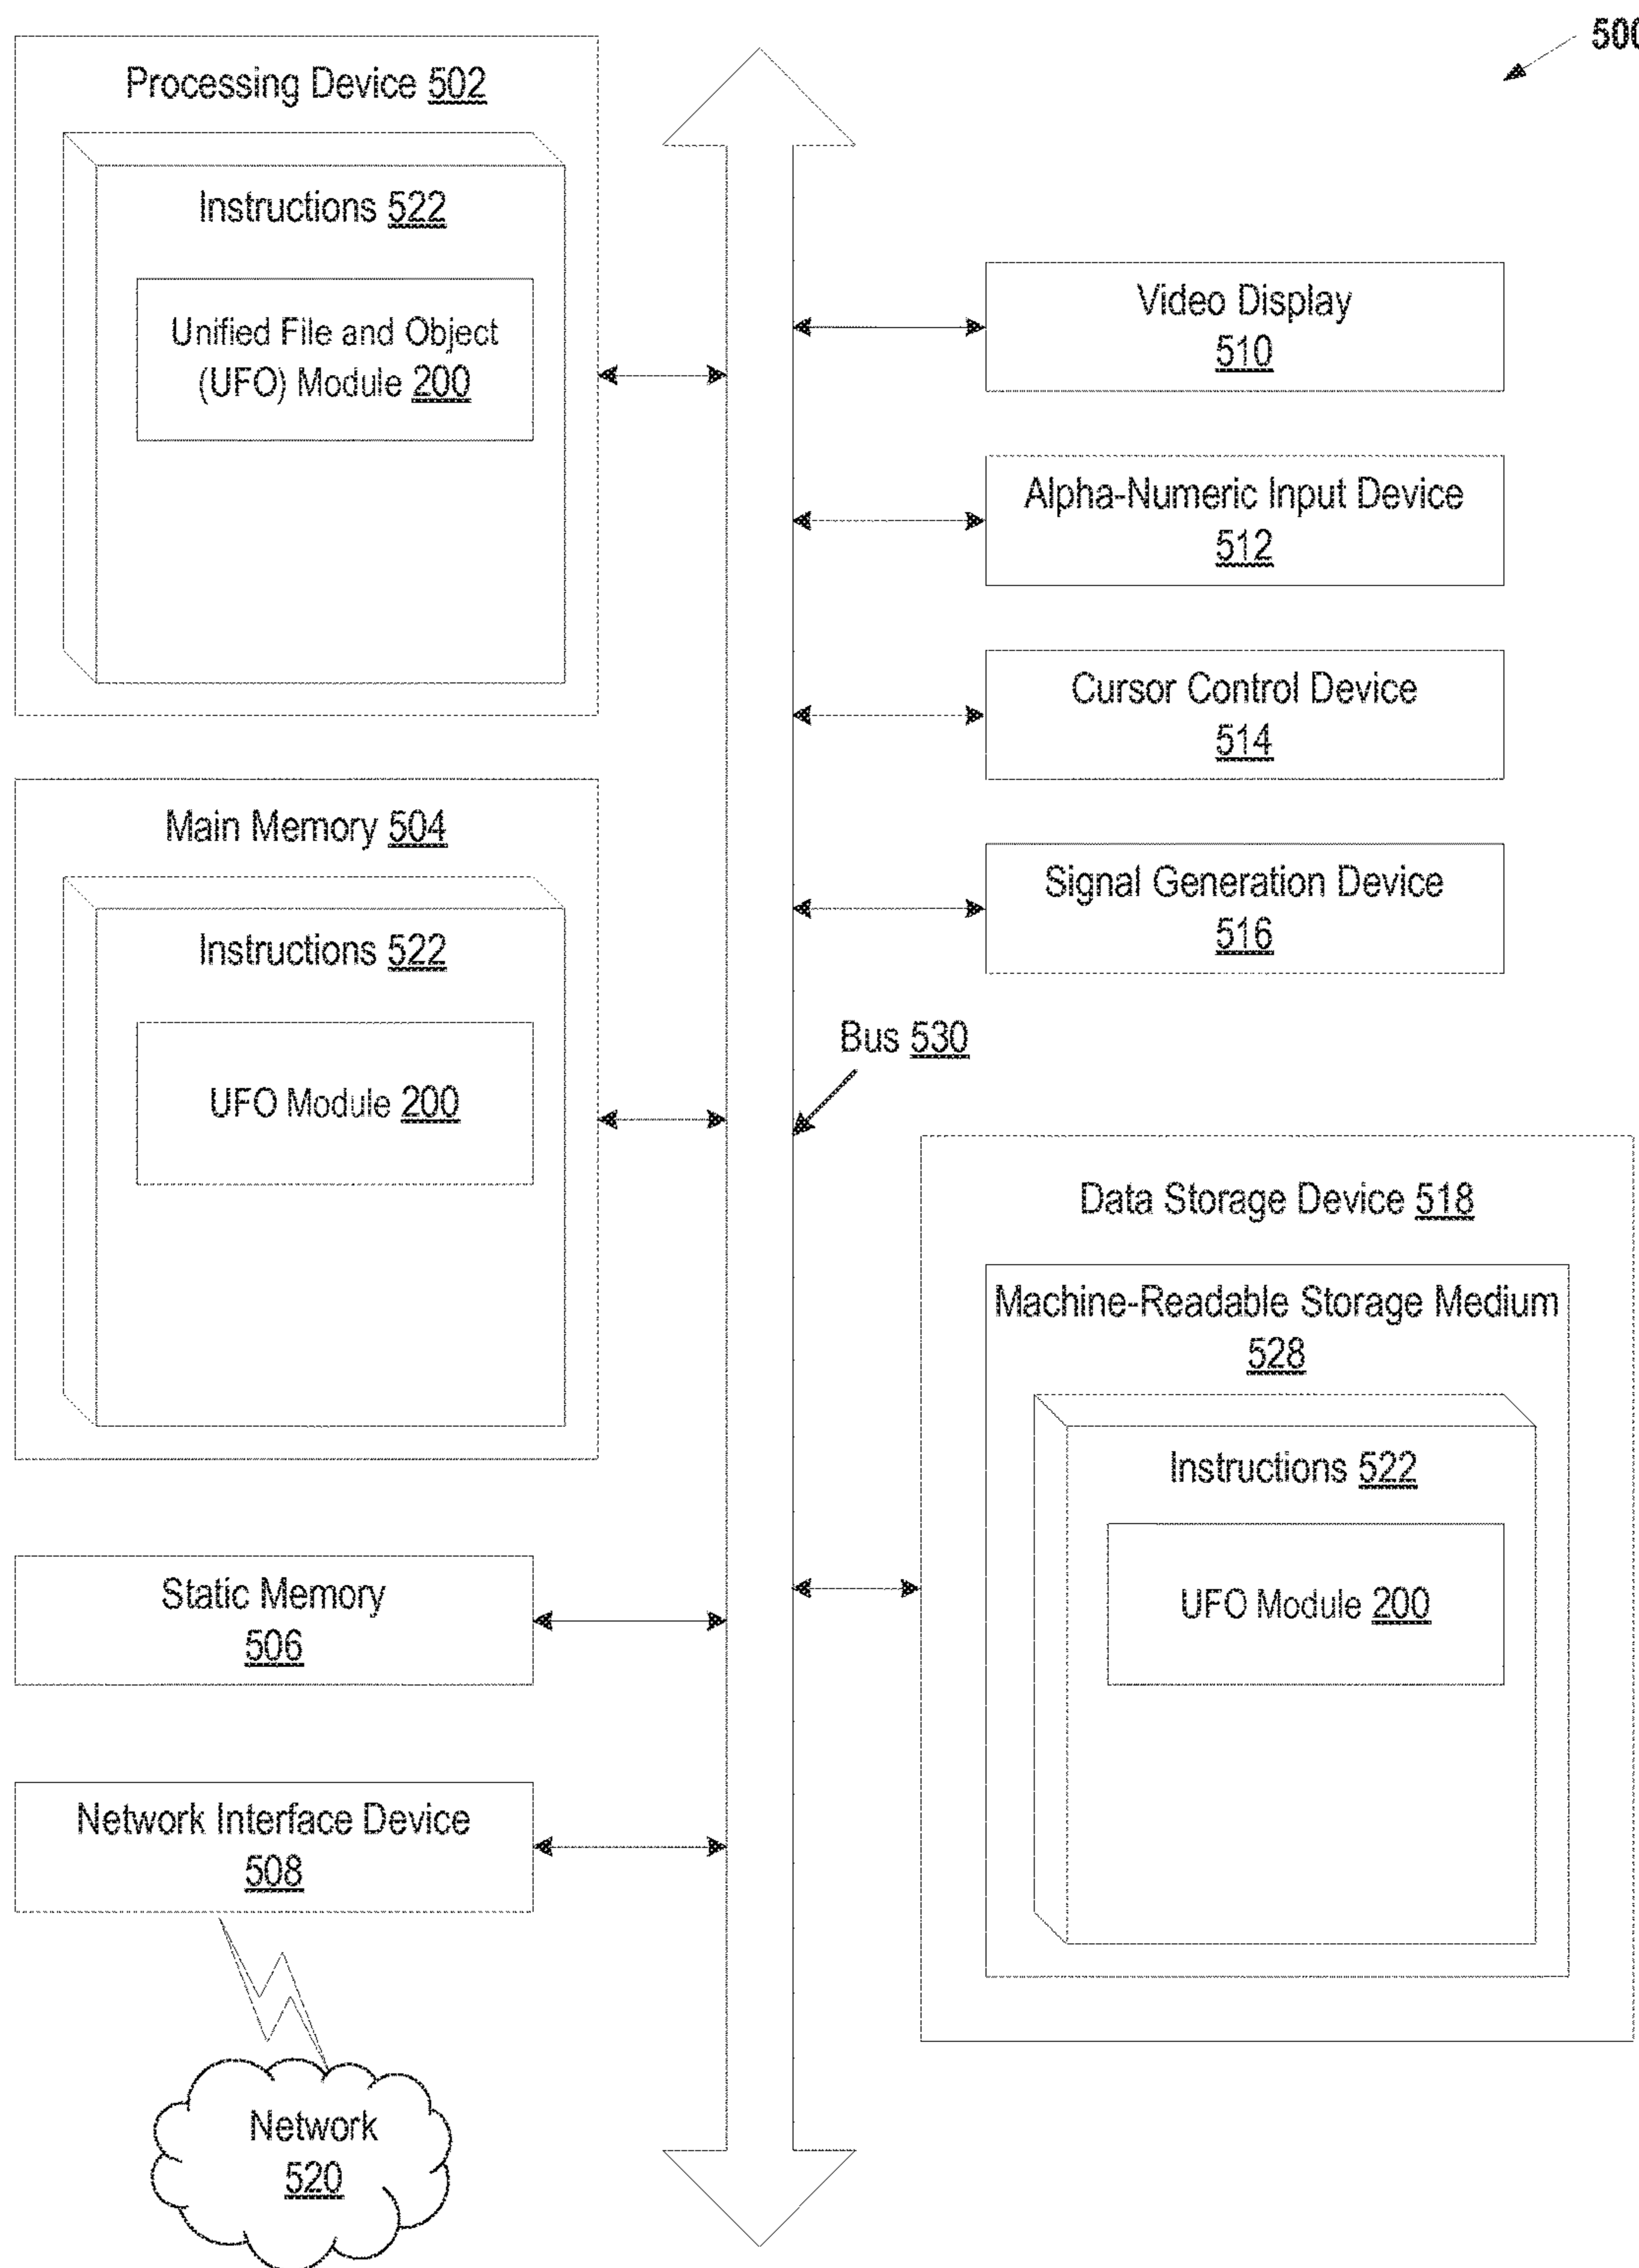 500
Processing Device 502
Instructions 522
Unified File and Object
(UFO) Module 200
Main Memory 504
Instructions 522
UFO Module 200
Static Memory
506
Network Interface Device
508
Network
520
Video Display
510
Alpha-Numeric Input Device
512
Cursor Control Device
514
Signal Generation Device
516
Bus 530
Data Storage Device 518
Machine-Readable Storage Medium
528
Instructions 522
UFO Module 200